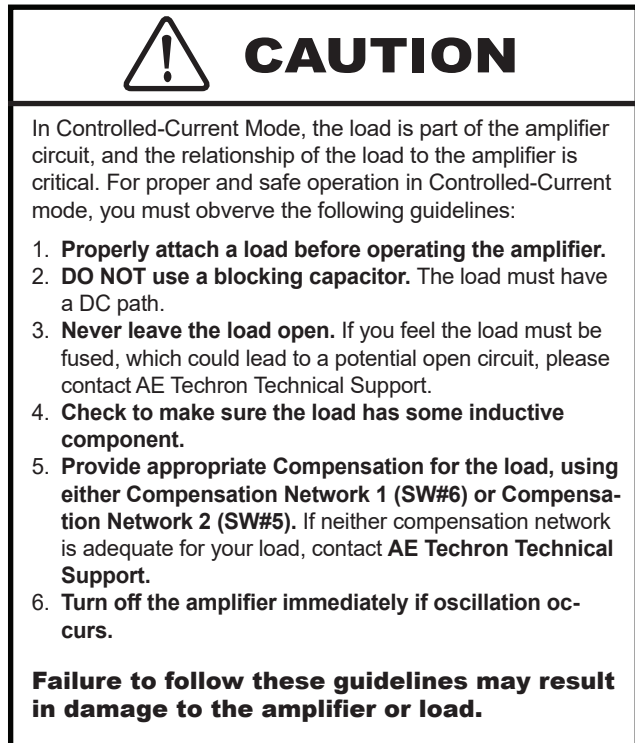 CAUTION
In Controlled-Current Mode, the load is part of the amplifier
circuit, and the relationship of the load to the amplifier is
critical. For proper and safe operation in Controlled-Current
mode, you must obverve the following guidelines:
1. Properly attach a load before operating the amplifier.
2. DO NOT use a blocking capacitor. The load must have
a DC path.
3. Never leave the load open. If you feel the load must be
fused, which could lead to a potential open circuit, please
contact AE Techron Technical Support.
4. Check to make sure the load has some inductive
component.
5. Provide appropriate Compensation for the load, using
either Compensation Network 1 (SW#6) or Compensa-
tion Network 2 (SW#5). If neither compensation network
is adequate for your load, contact AE Techron Technical
Support.
6. Turn off the amplifier immediately if oscillation oc-
curs.
Failure to follow these guidelines may result
in damage to the amplifier or load.